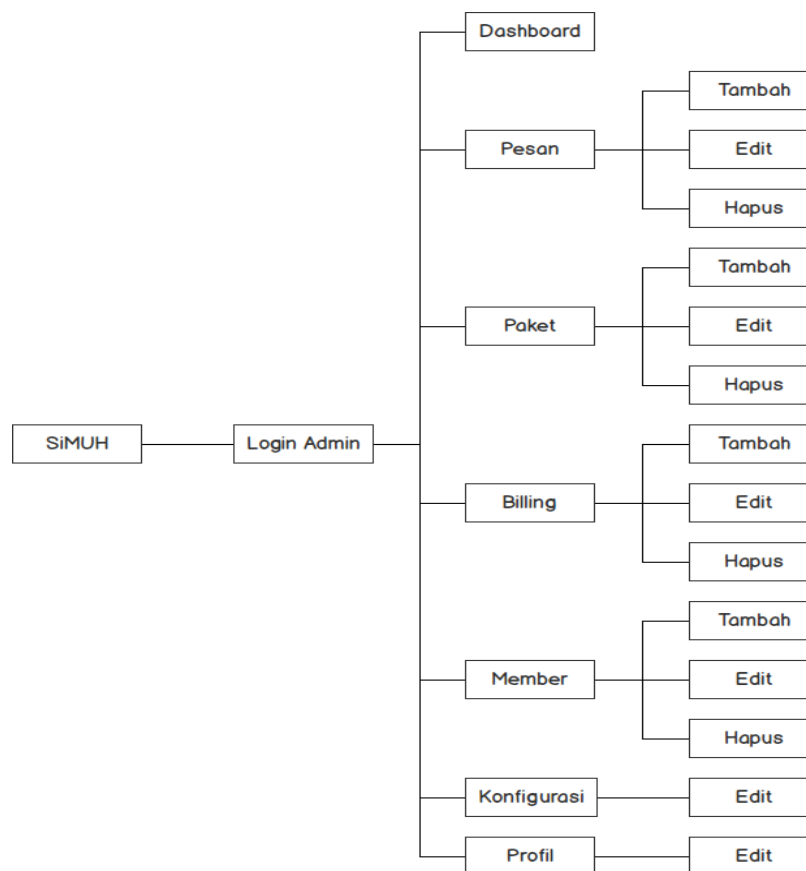 Dashboard
Tambah
Pesan
Edit
Hapus
Tambah
Paket
Edit
Hapus
SiMUH
Login Admin
Tambah
Billing
Edit
Hapus
Tambah
Member
Edit
Hapus
Konfigurasi
Edit
Profil
Edit